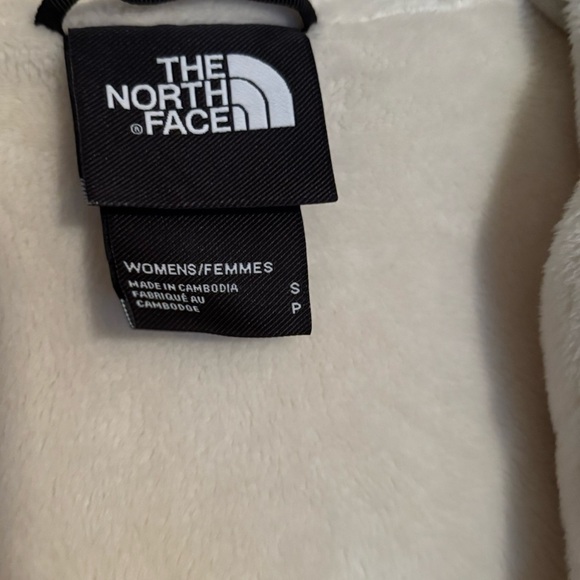 THE
NORTH
® FACE
WOMENS/FEMMES
MADE IN CAMBODIA S
FABRIQUÉ AU P
CAMBODGE